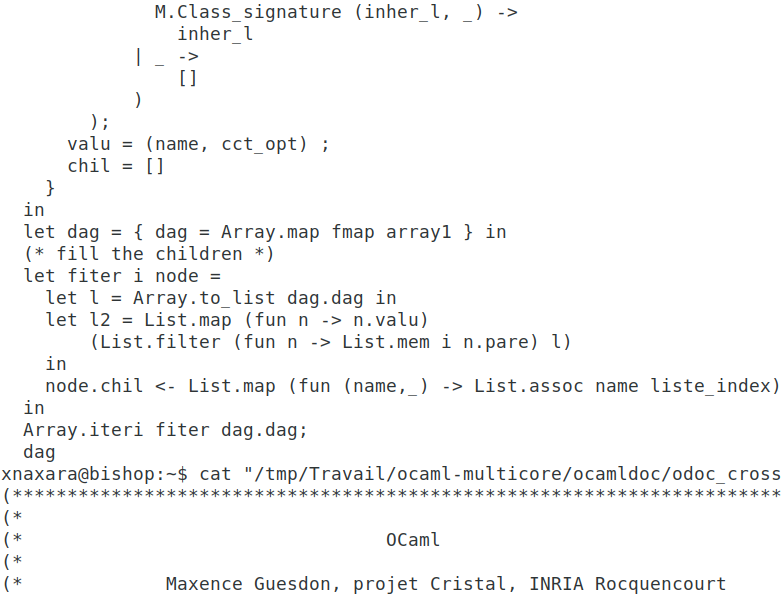 M.Class_signature (inher_l, _) ->
                inher_l
            | _ ->
                []
            )
        );
      valu = (name, cct_opt) ;
      chil = []
    }
  in
  let dag = { dag = Array.map fmap array1 } in
  (* fill the children *)
  let fiter i node =
    let l = Array.to_list dag.dag in
    let l2 = List.map (fun n -> n.valu)
        (List.filter (fun n -> List.mem i n.pare) l)
    in
    node.chil <- List.map (fun (name,_) -> List.assoc name liste_index)
  in
  Array.iteri fiter dag.dag;
  dag
xnaxara@bishop:~$ cat "/tmp/Travail/ocaml-multicore/ocamldoc/odoc_cross
(**********************************************************************
(*
(*                                 OCaml
(*
(*             Maxence Guesdon, projet Cristal, INRIA Rocquencourt